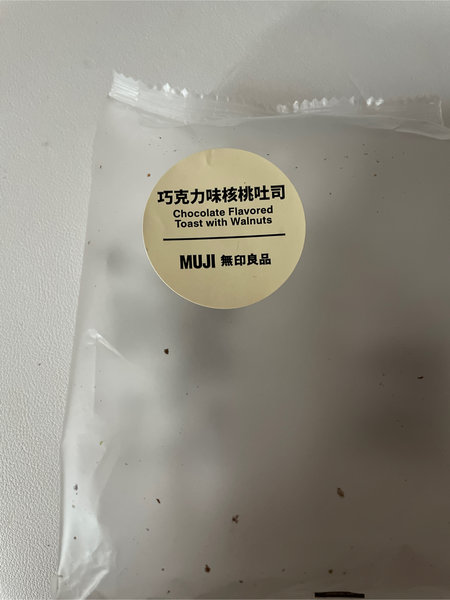 巧克力味核桃吐司
Chocolate Flavored
Toast with Walnuts
MUJI 無印良品